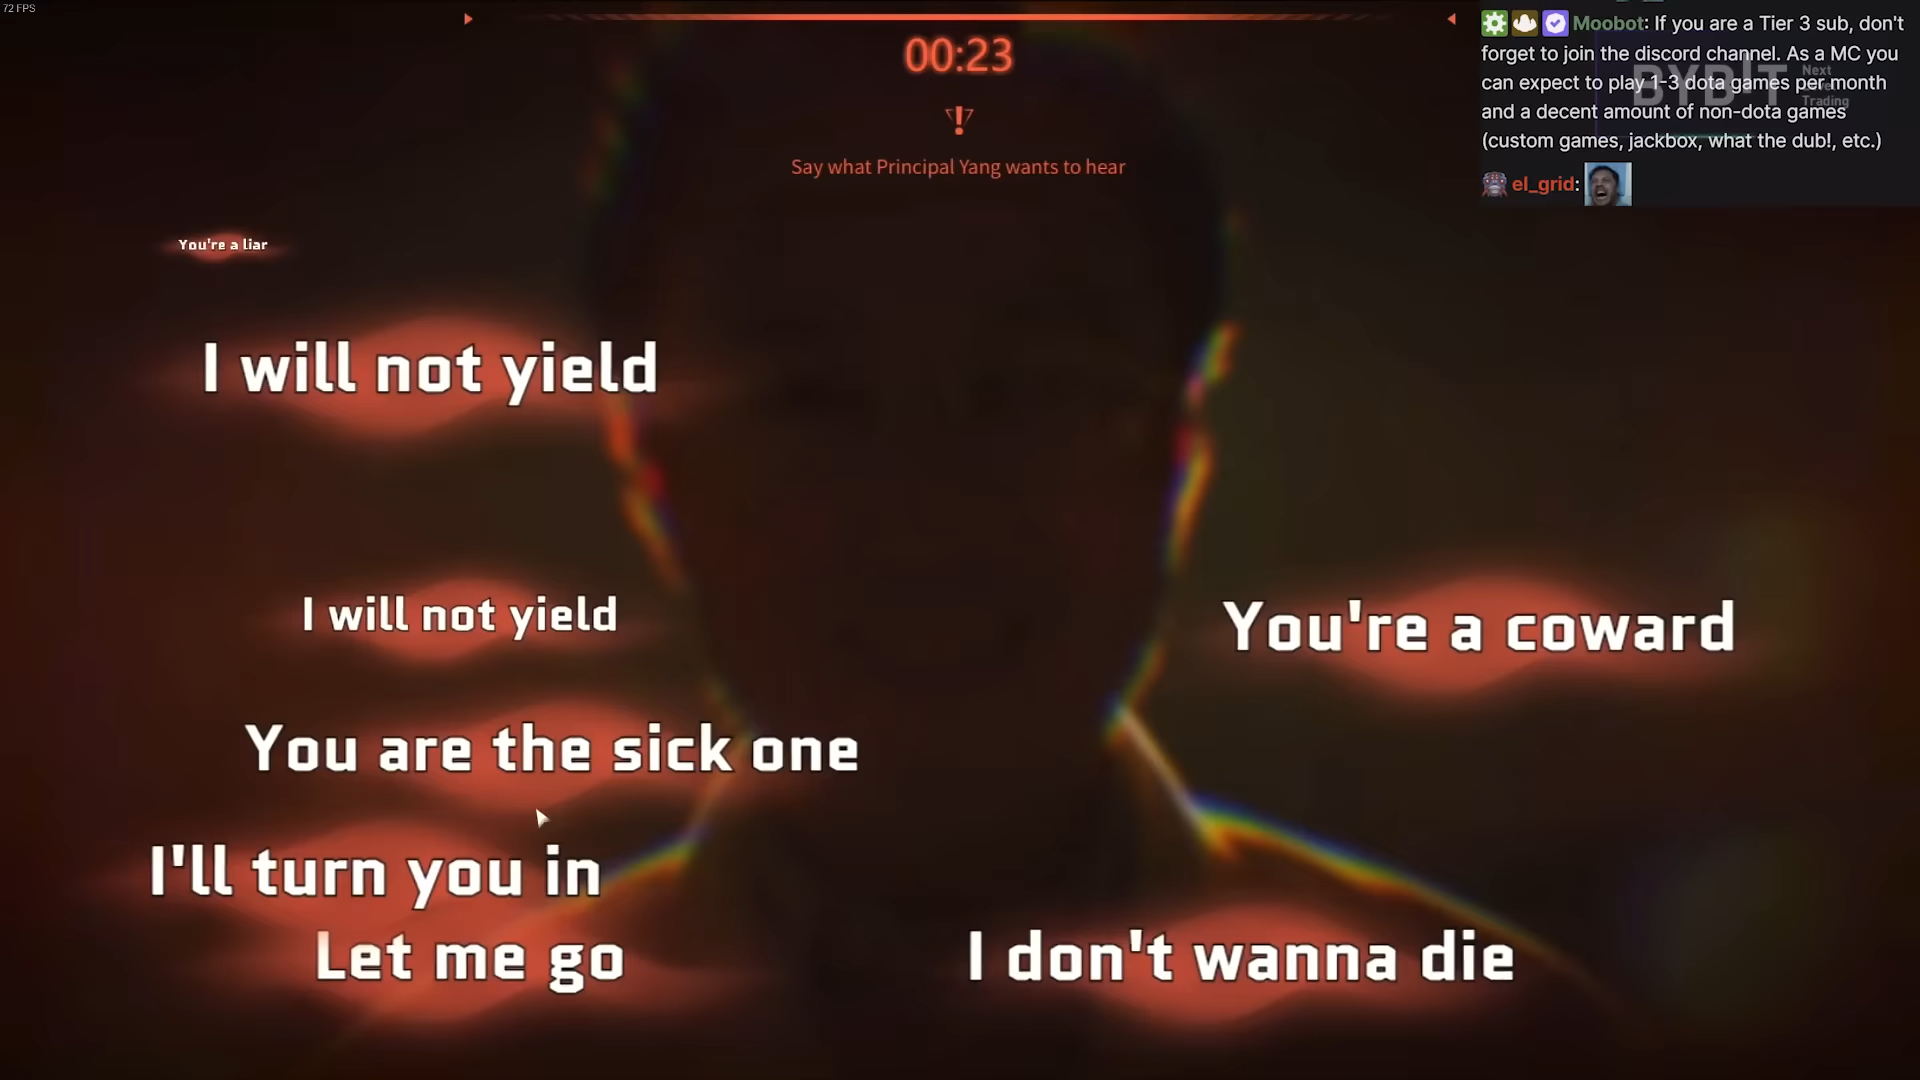 72 FPS
00:23
Say what Principal Yang wants to hear
Moobot: If you are a Tier 3 sub, don't
forget to join the discord channel. As a MC you
can expect to play 1-3 dota games per month
and a decent amount of non-dota games
(custom games, jackbox, what the dub!, etc.)
el_grid:
BYBIT Next
Level
Trading
You're a liar
I will not yield
I will not yield
You're a coward
You are the sick one
I'll turn you in
Let me go
I don't wanna die